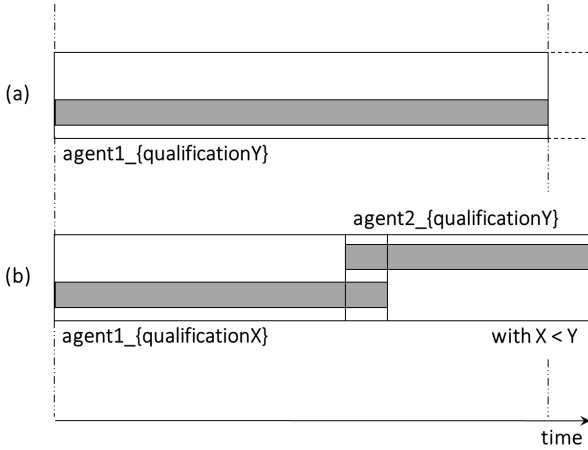 (a)
agent1_{qualificationY}
agent2_{qualificationY}
(b)
agent1_{qualificationX}
with X < Y
time